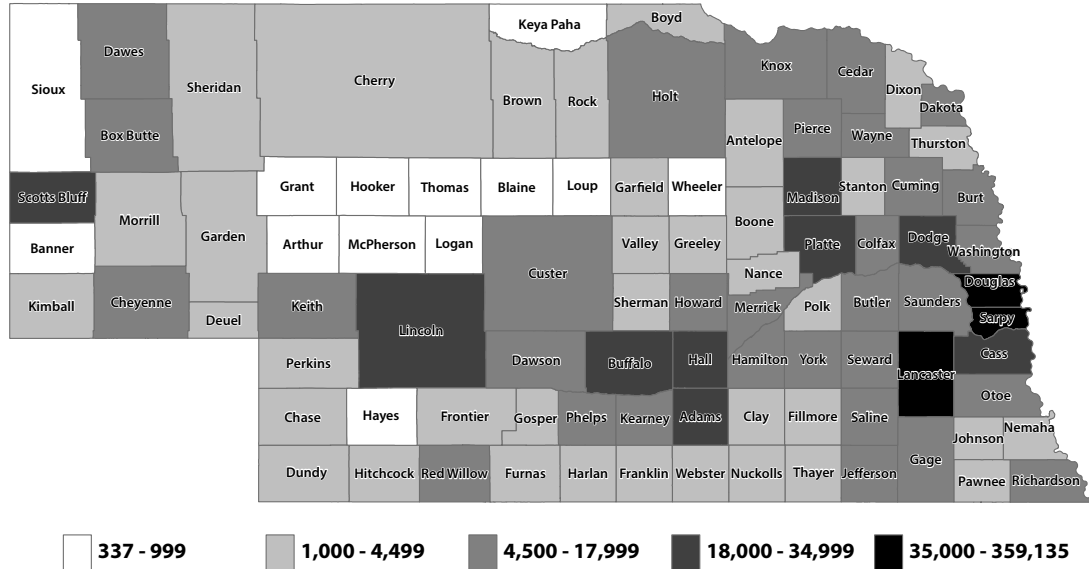 Keya Paha
Boyd
Dawes
Sioux
Sheridan
Cherry
Brown
Rock
Holt
Knox
Cedar
Dixon
Dakota
Box Butte
Antelope
Pierce
Wayne
Thurston
Scotts Bluff
Morrill
Grant
Hooker
Thomas
Blaine
Loup
Garfield
Wheeler
Madison
Stanton
Cuming
Burt
Banner
Garden
Arthur
McPherson
Logan
Custer
Valley
Greeley
Boone
Platte
Colfax
Dodge
Washington
Kimball
Cheyenne
Deuel
Keith
Lincoln
Sherman
Howard
Nance
Merrick
Polk
Butler
Saunders
Douglas
Sarpy
Perkins
Dawson
Buffalo
Hall
Hamilton
York
Seward
Lancaster
Cass
Otoe
Chase
Hayes
Frontier
Gosper
Phelps
Kearney
Adams
Clay
Fillmore
Saline
Johnson
Nemaha
Dundy
Hitchcock
Red Willow
Furnas
Harlan
Franklin
Webster
Nuckolls
Thayer
Jefferson
Gage
Pawnee
Richardson
337 - 999
1,000 - 4,499
4,500 - 17,999
18,000 - 34,999
35,000 - 359,135